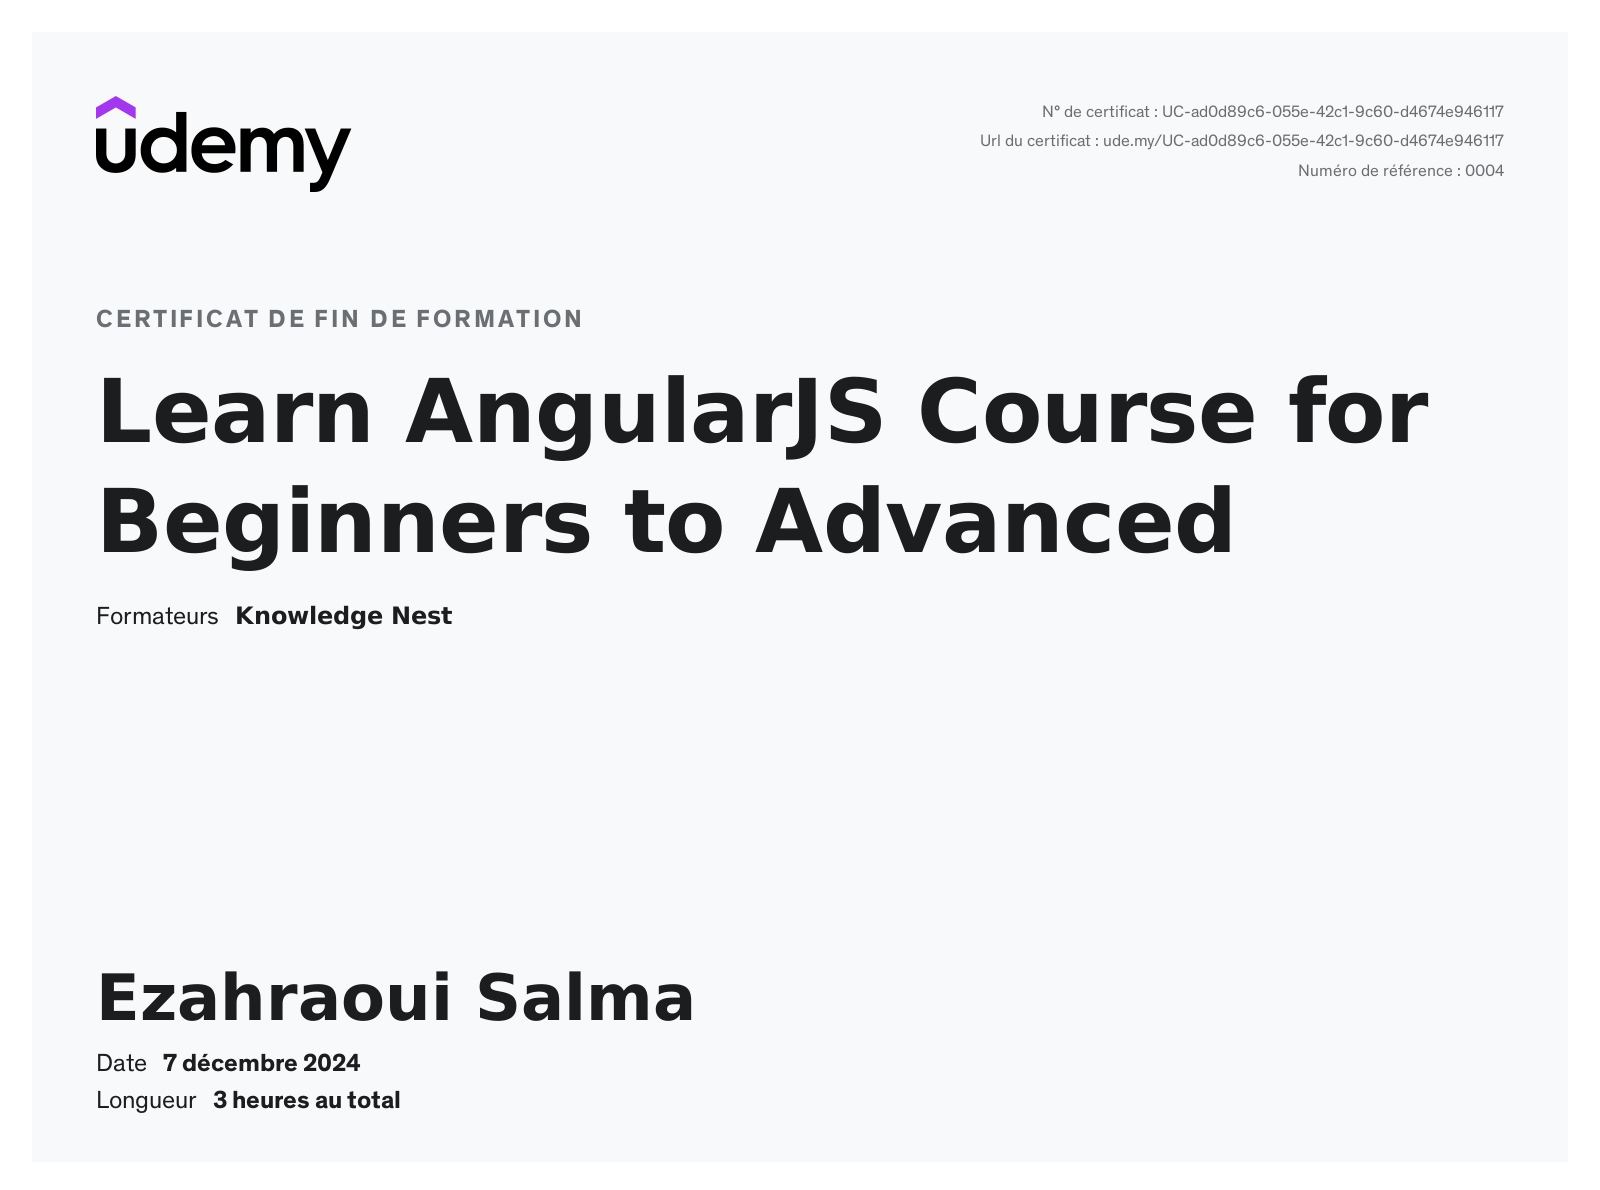 udemy
N° de certificat : UC-ad0d89c6-055e-42c1-9c60-d4674e946117
Url du certificat : ude.my/UC-ad0d89c6-055e-42c1-9c60-d4674e946117
Numéro de référence : 0004
CERTIFICAT DE FIN DE FORMATION
Learn AngularJS Course for
Beginners to Advanced
Formateurs Knowledge Nest
Ezahraoui Salma
Date 7 décembre 2024
Longueur 3 heures au total